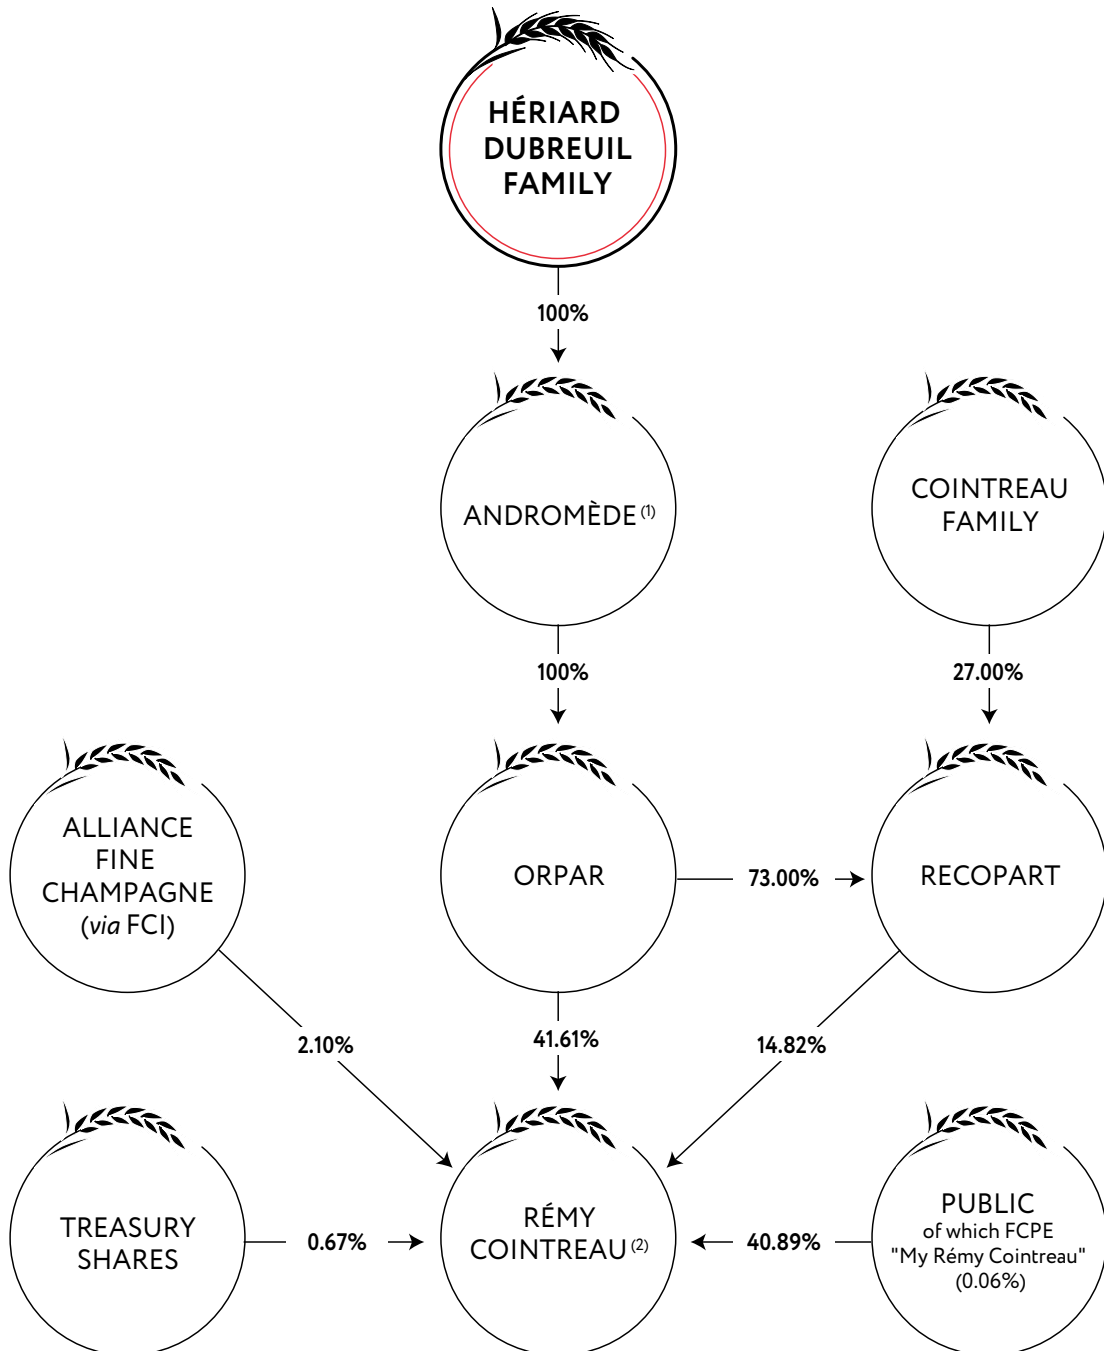 HÉRIARD
DUBREUIL
FAMILY
100%
ANDROMÈDE (1)
COINTREAU
FAMILY
100%
27.00%
ALLIANCE
FINE
CHAMPAGNE
(via FCI)
ORPAR
73.00%
RECOPART
2.10%
41.61%
14.82%
TREASURY
SHARES
0.67%
RÉMY
COINTREAU (2)
40.89%
PUBLIC
of which FCPE
"My Rémy Cointreau"
(0.06%)